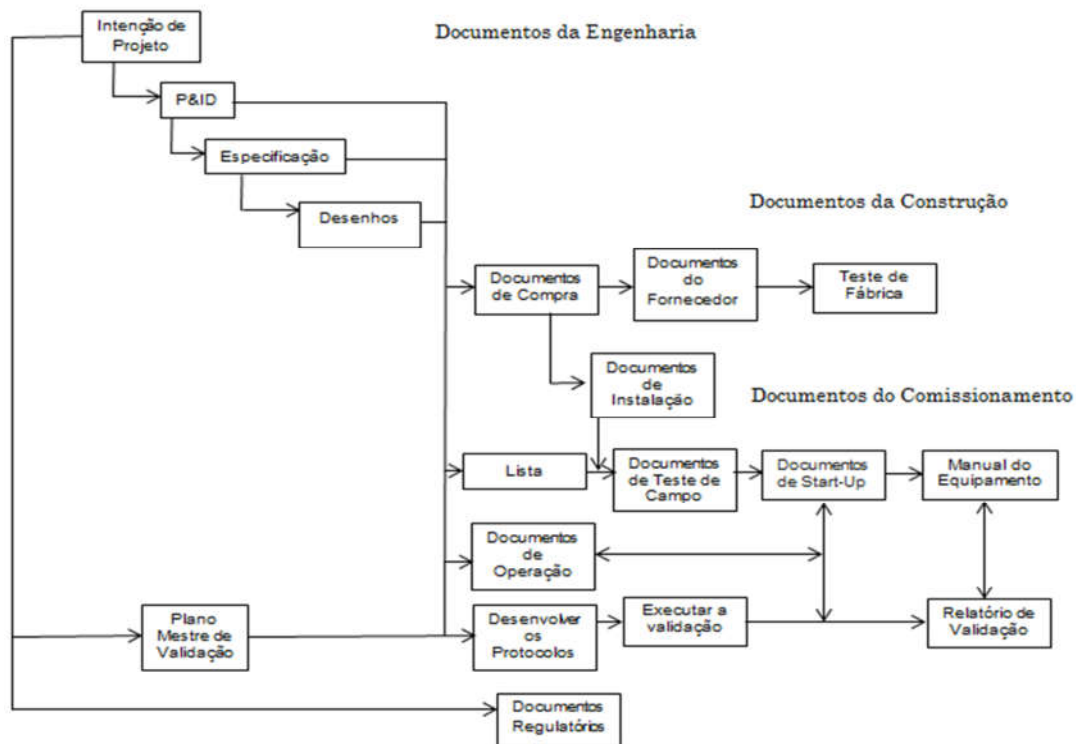 Intenção de
Projeto
Documentos da Engenharia
P&ID
Especificação
Desenhos
Documentos da Construção
Documentos
de Compra
Documentos
do
Fornecedor
Teste de
Fábrica
Documentos
de
Instalação
Documentos do Comissionamento
Lista
Documentos
de Teste de
Campo
Documentos
de Start-Up
Manual do
Equipamento
Documentos
de
Operação
Plano
Mestre de
Validação
Desenvolver
os
Protocolos
Executar a
validação
Relatório de
Validação
Documentos
Regulatórios